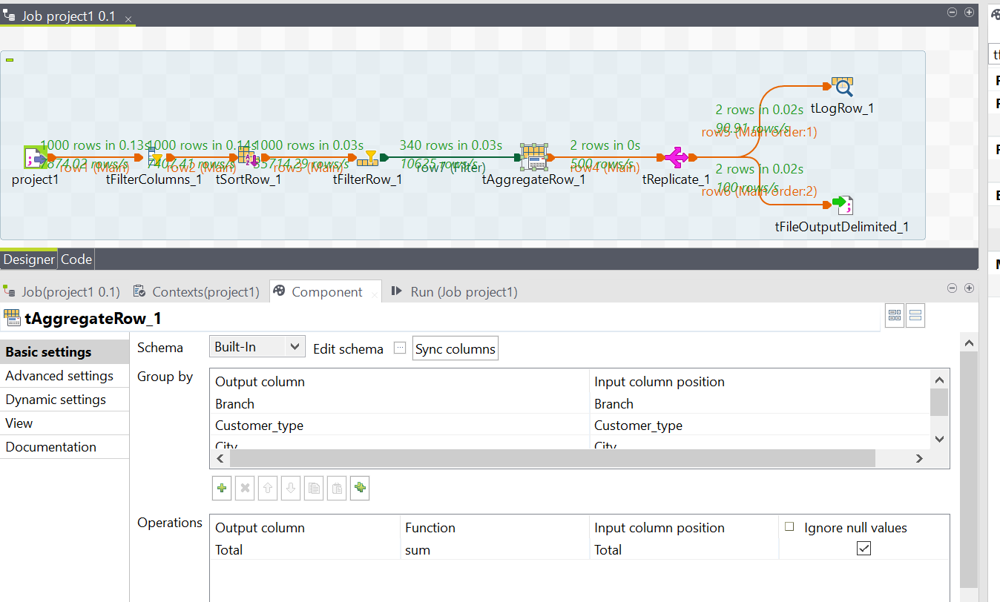 Job project1 0.1
2 rows in 0.02s
tLogRow_1
90.91 rows/s
row5 (Main order:1)
1000 rows in 0.13s
1000 rows in 0.14s
1000 rows in 0.03s
340 rows in 0.03s
2 rows in 0s
7874.02 rows/s
row1 (Main)
7407.41 rows/s
row2 (Main)
35714.29 rows/s
row3 (Main)
10625 rows/s
row7 (Filter)
500 rows/s
row4 (Main)
2 rows in 0.02s
project1
tFilterColumns_1
tSortRow_1
tFilterRow_1
tAggregateRow_1
tReplicate_1
100 rows/s
row6 (Main order:2)
tFileOutputDelimited_1
Designer
Code
Job(project1 0.1)
Contexts(project1)
Component
Run (Job project1)
tAggregateRow_1
Basic settings
Advanced settings
Dynamic settings
View
Documentation
Schema
Built-In
Edit schema
Sync columns
Group by
Output column
Input column position
Branch
Branch
Customer_type
Customer_type
City
City
Operations
Output column
Function
Input column position
Ignore null values
Total
sum
Total